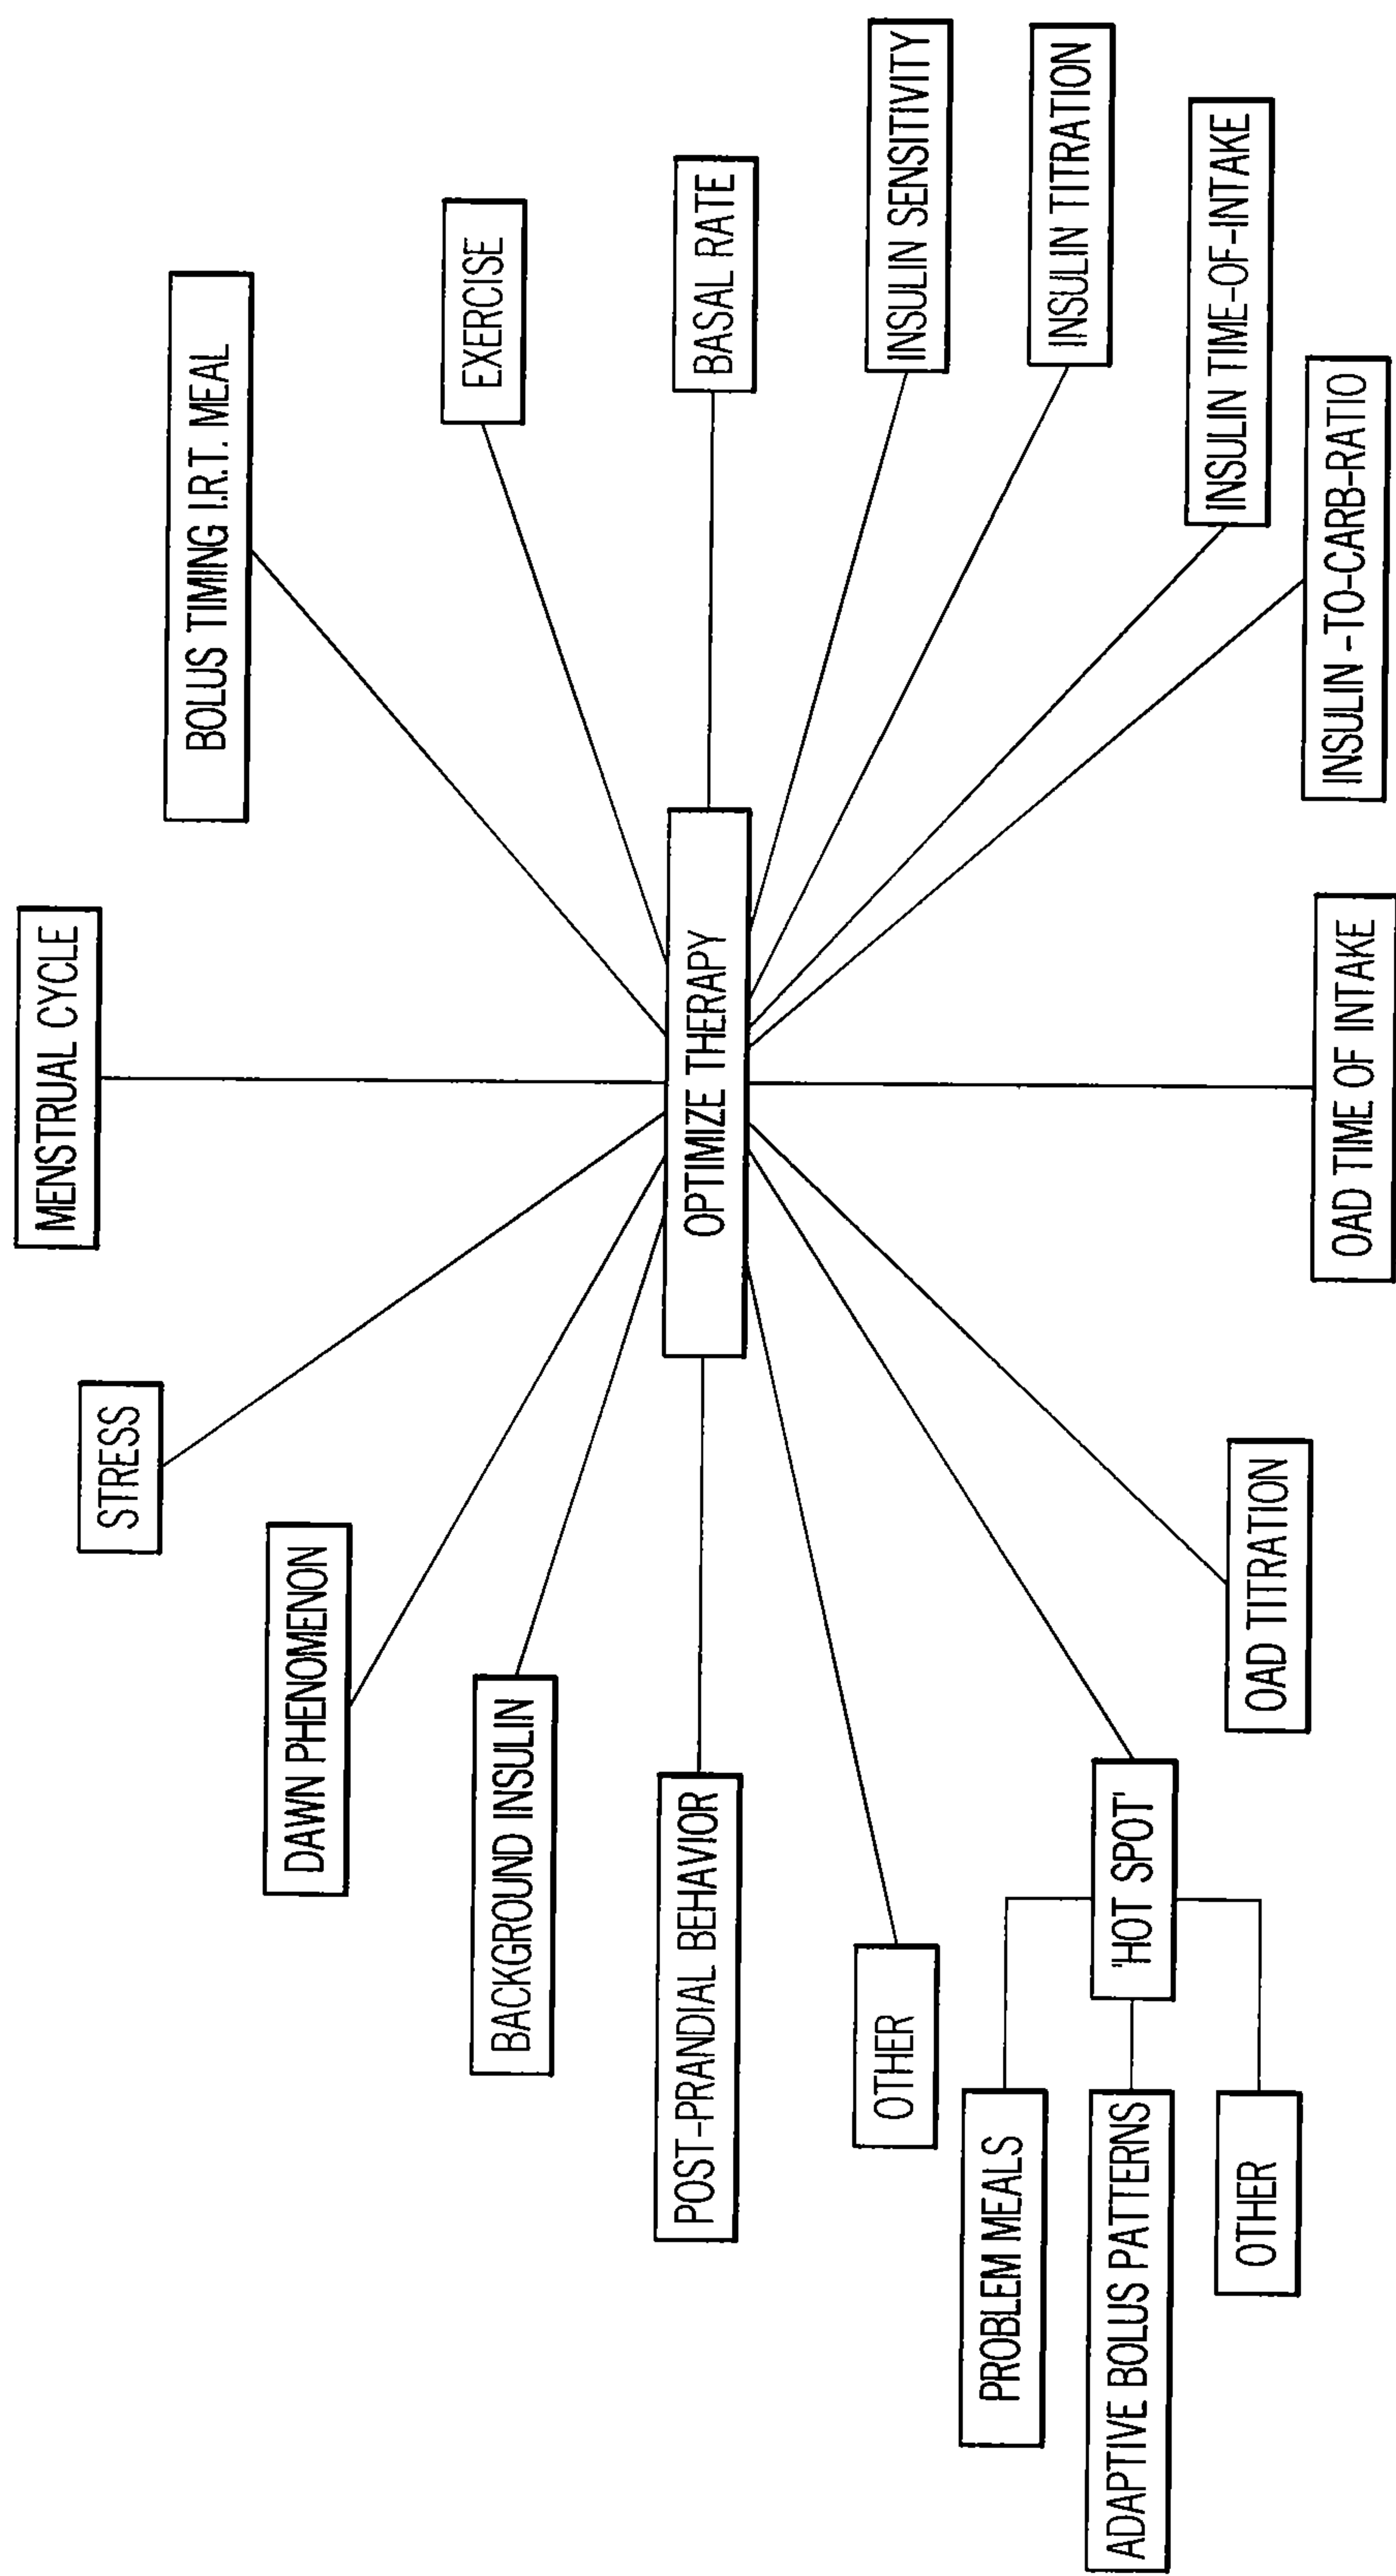 MENSTRUAL CYCLE
STRESS
BOLUS TIMING I.R.T. MEAL
DAWN PHENOMENON
EXERCISE
BACKGROUND INSULIN
POST-PRANDIAL BEHAVIOR
OPTIMIZE THERAPY
BASAL RATE
OTHER
INSULIN SENSITIVITY
PROBLEM MEALS
INSULIN TITRATION
ADAPTIVE BOLUS PATTERNS
'HOT SPOT'
INSULIN TIME-OF-INTAKE
OTHER
OAD TITRATION
OAD TIME OF INTAKE
INSULIN -TO-CARB-RATIO